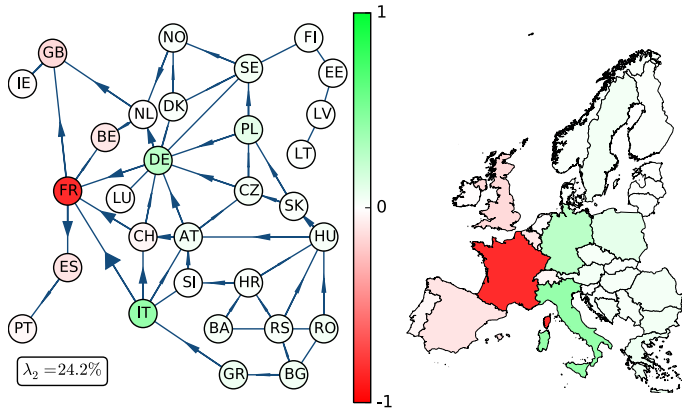 NO
FI
1
GB
SE
EE
IE
NL
DK
LV
BE
PL
DE
LT
FR
LU
CZ
SK
0
CH
AT
HU
ES
SI
HR
IT
PT
BA
RS
RO
λ₂ = 24.2%
GR
BG
-1